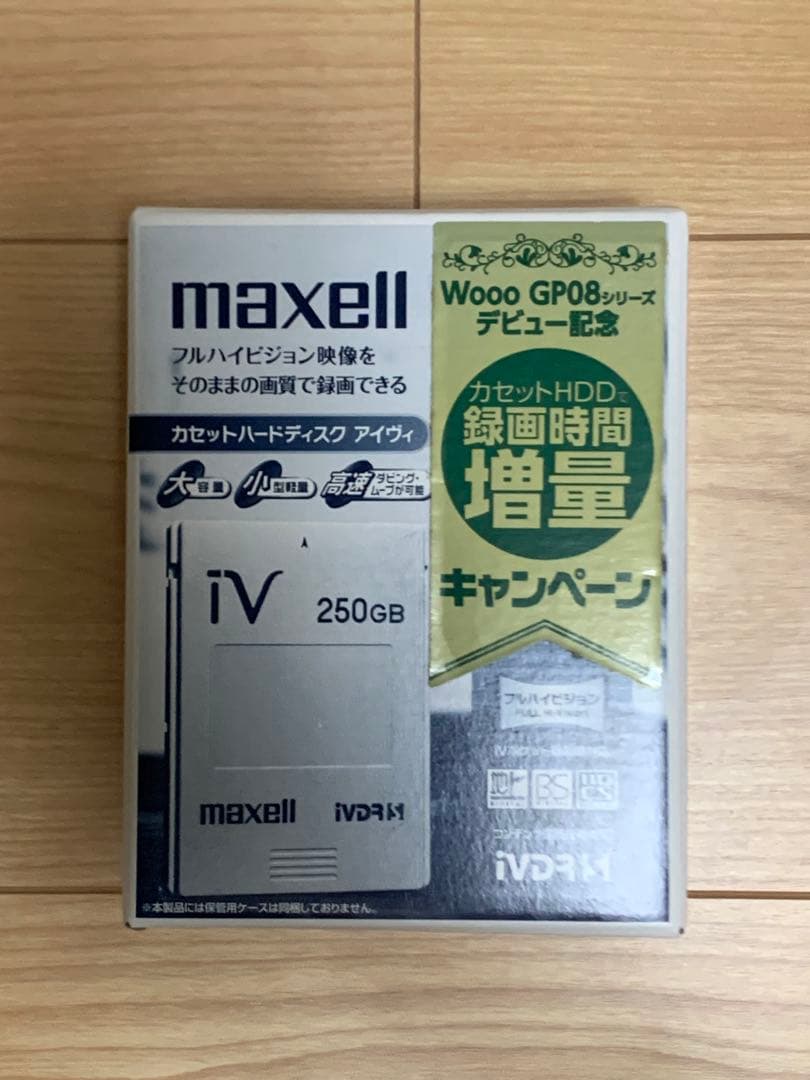 maxell
フルハイビジョン映像を
そのままの画質で録画できる
カセットハードディスク アイヴィ
大容量
小型軽量
高速ダビング・ムーブが可能
iV
250GB
maxell
iVDR-S
※本製品には保管用ケースは同梱しておりません。
Wooo GP08シリーズ
デビュー記念
カセットHDDで
録画時間
増量
キャンペーン
フルハイビジョン
FULL HI-VISION
地上
BS
iVDR-S